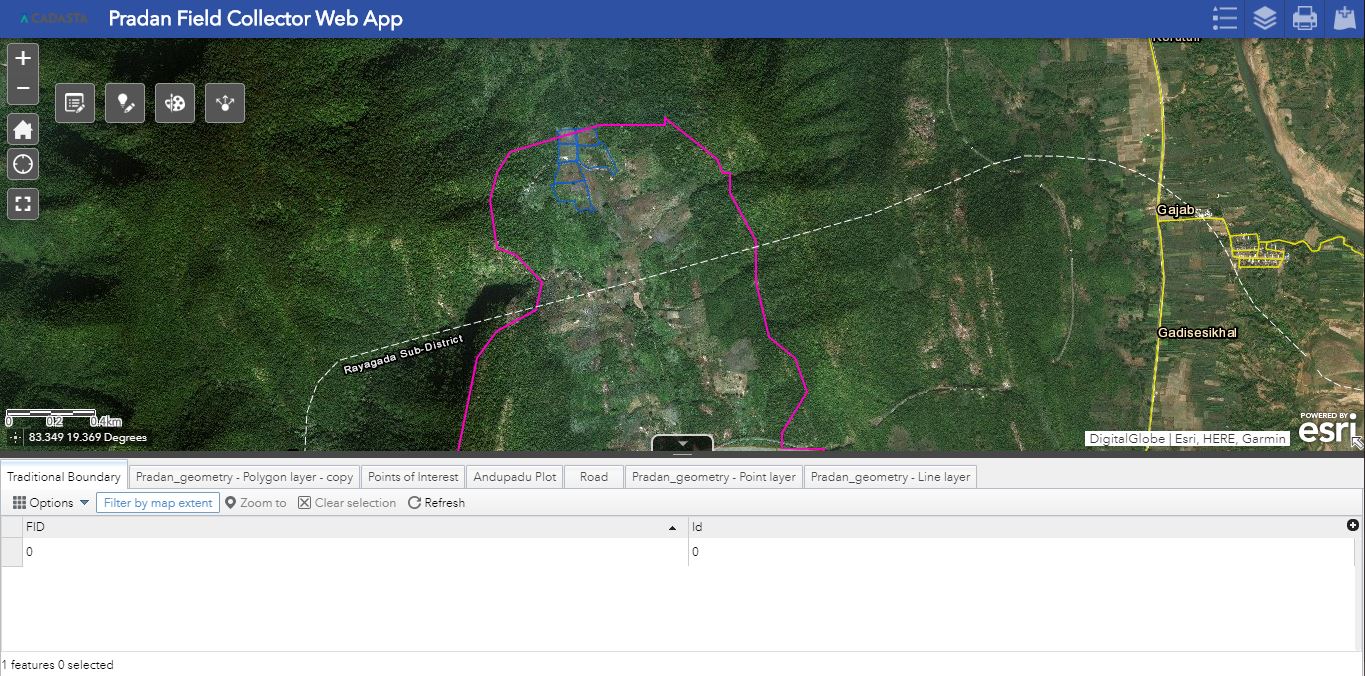 CADASTA
Pradan Field Collector Web App
Gajab
Gadisesikhal
Rayagada Sub-District
0 0.2 0.4km
83.349 19.369 Degrees
POWERED BY
esri
DigitalGlobe | Esri, HERE, Garmin
Traditional Boundary Pradan_geometry - Polygon layer - copy Points of Interest Andupadu Plot Road Pradan_geometry - Point layer Pradan_geometry - Line layer
Options Filter by map extent Zoom to Clear selection Refresh
FID Id
0 0
1 features 0 selected